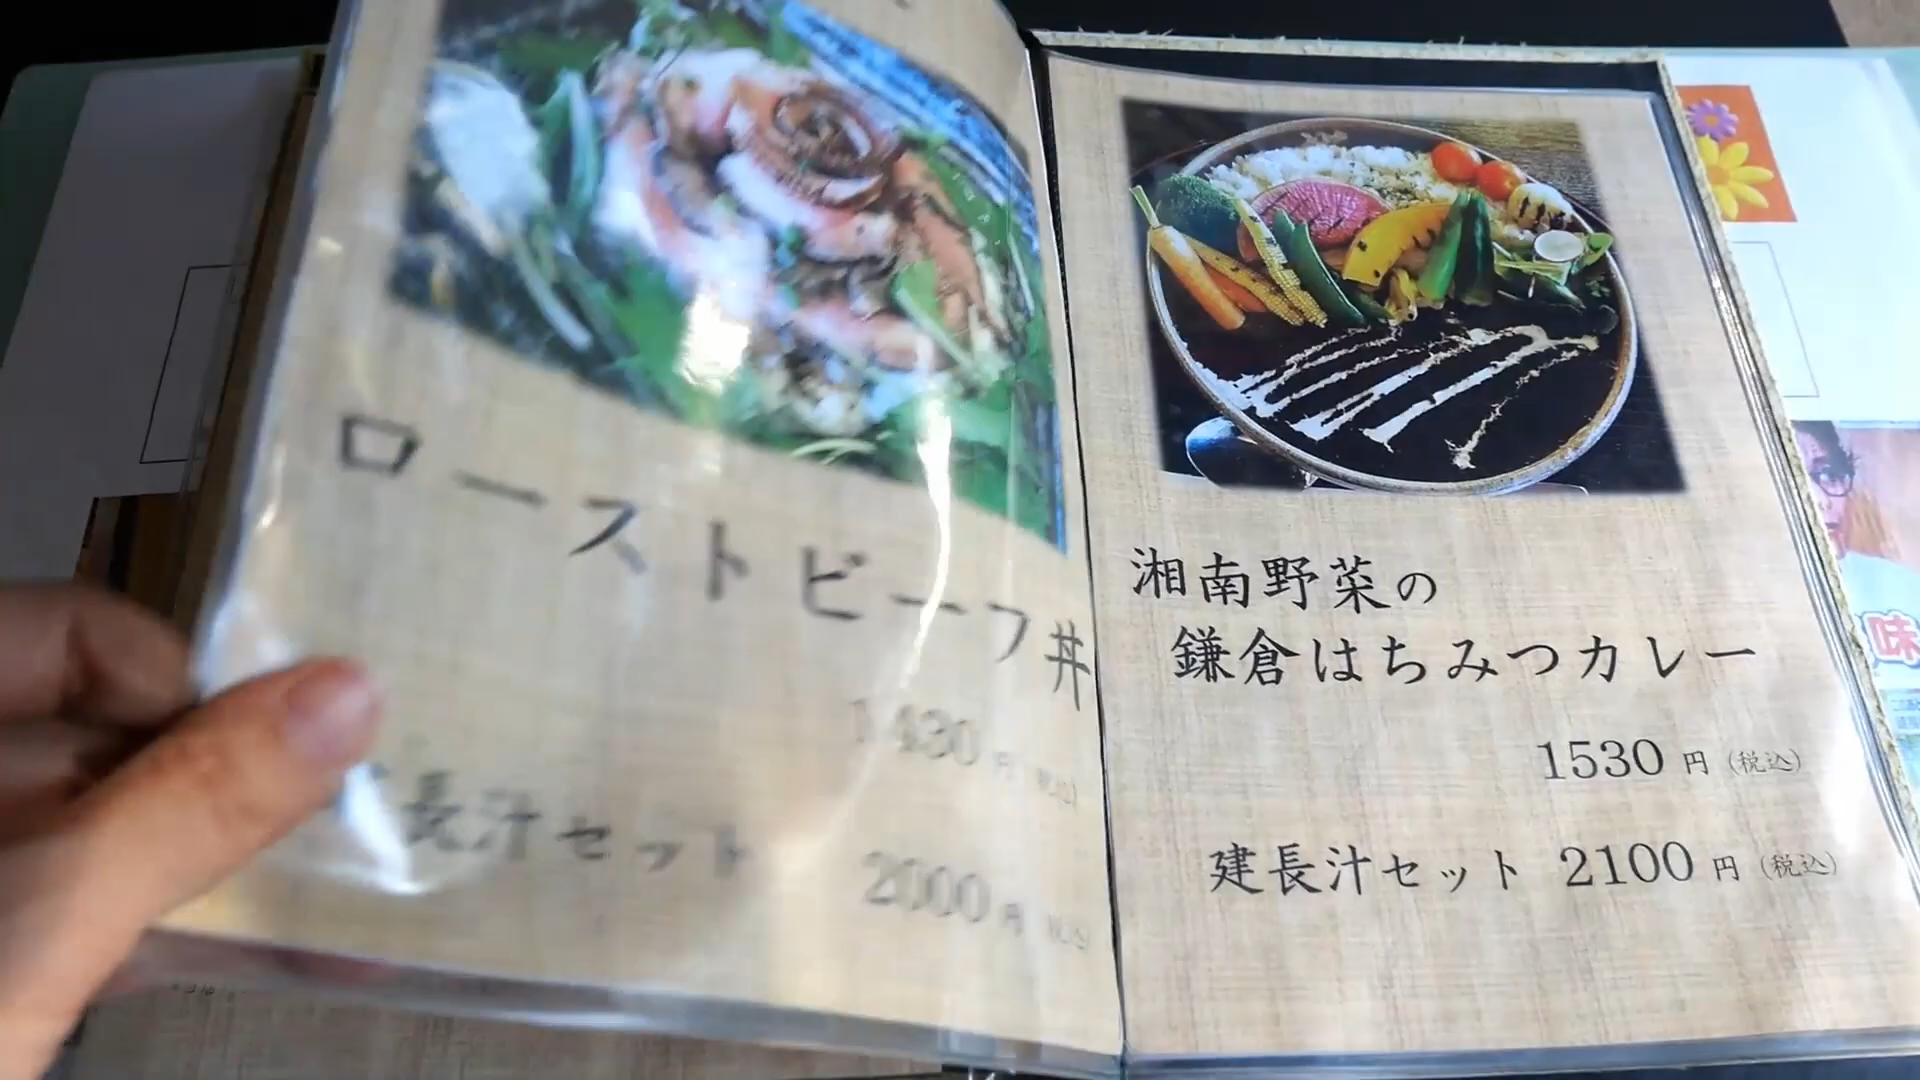 ローストビーフ丼
1430円
長汁セット 2000円
湘南野菜の
鎌倉はちみつカレー
1530円(税込)
建長汁セット 2100円(税込)
味